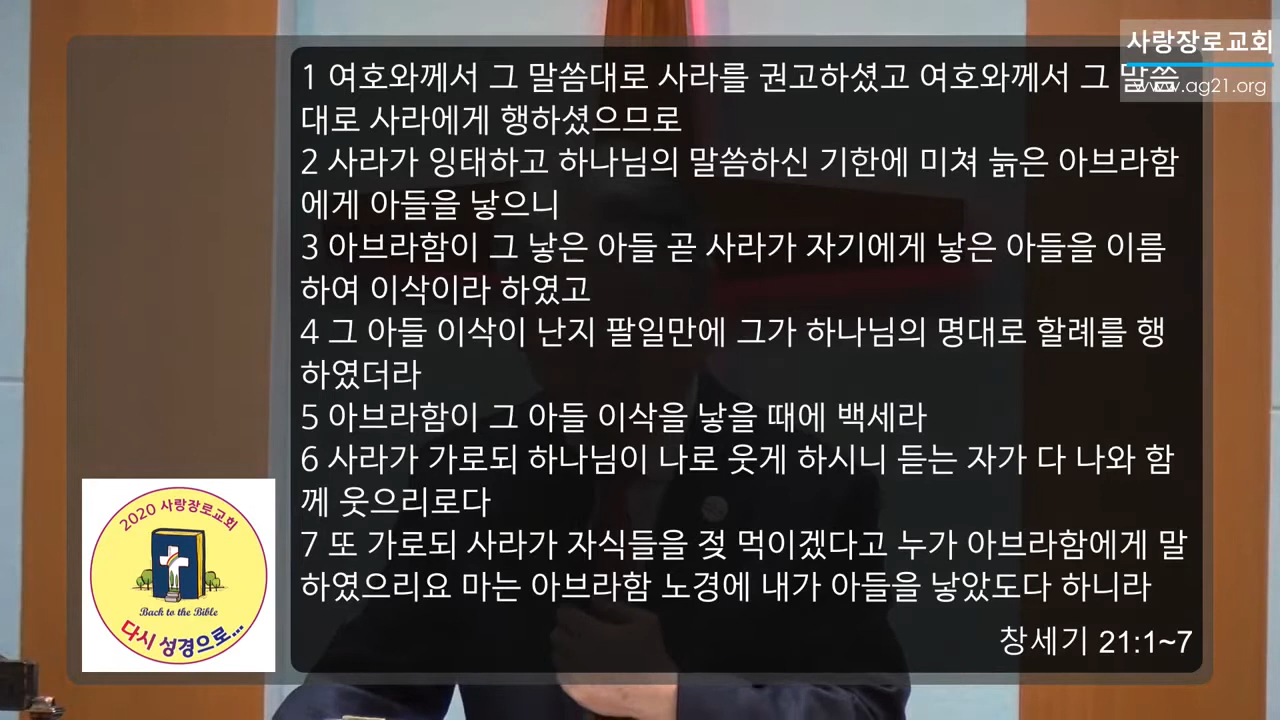 사랑장로교회
www.ag21.org
1 여호와께서 그 말씀대로 사라를 권고하셨고 여호와께서 그 말씀
대로 사라에게 행하셨으므로
2 사라가 잉태하고 하나님의 말씀하신 기한에 미쳐 늙은 아브라함
에게 아들을 낳으니
3 아브라함이 그 낳은 아들 곧 사라가 자기에게 낳은 아들을 이름
하여 이삭이라 하였고
4 그 아들 이삭이 난지 팔일만에 그가 하나님의 명대로 할례를 행
하였더라
5 아브라함이 그 아들 이삭을 낳을 때에 백세라
6 사라가 가로되 하나님이 나로 웃게 하시니 듣는 자가 다 나와 함
께 웃으리로다
7 또 가로되 사라가 자식들을 젖 먹이겠다고 누가 아브라함에게 말
하였으리요 마는 아브라함 노경에 내가 아들을 낳았도다 하니라
창세기 21:1~7
2020 사랑장로교회
Back to the Bible
다시 성경으로...